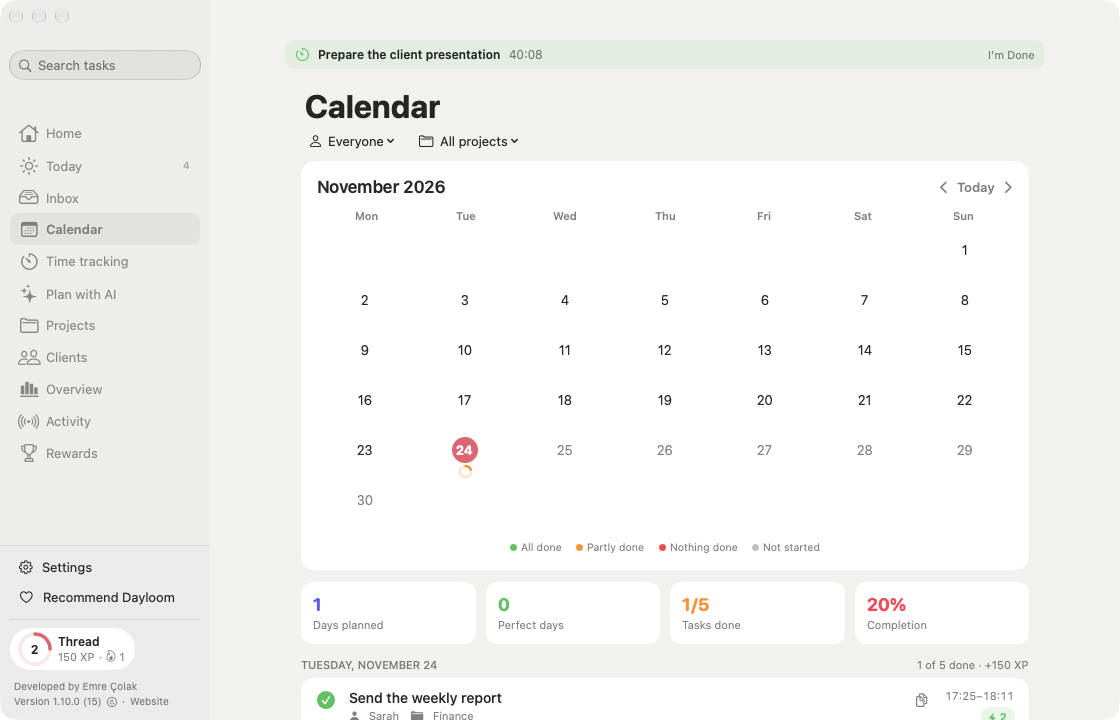 Search tasks
Home
Today 4
Inbox
Calendar
Time tracking
Plan with AI
Projects
Clients
Overview
Activity
Rewards
Settings
Recommend Dayloom
2
Thread
150 XP · 1
Developed by Emre Çolak
Version 1.10.0 (15) · Website
Prepare the client presentation 40:08 I'm Done
Calendar
Everyone All projects
November 2026 Today
Mon Tue Wed Thu Fri Sat Sun
1
2 3 4 5 6 7 8
9 10 11 12 13 14 15
16 17 18 19 20 21 22
23 24 25 26 27 28 29
30
All done Partly done Nothing done Not started
1 0 1/5 20%
Days planned Perfect days Tasks done Completion
TUESDAY, NOVEMBER 24 1 of 5 done · +150 XP
Send the weekly report 17:25–18:11
Sarah Finance 2